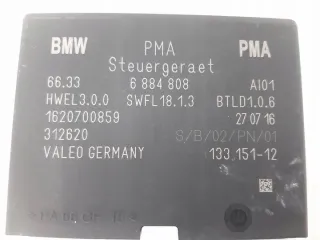 BMW PMA PMA
Steuergeraet
66.33 6 884 808 AI01
HWEL3.0.0 SWFL18.1.3 BTLD1.0.6
1620700859 27 07 16
312620 S/B/02/PN/01
VALEO GERMANY 133.151-12